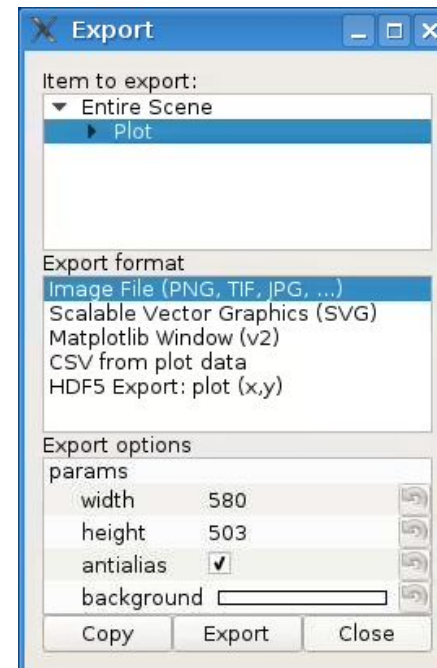 Export
Item to export:
Entire Scene
Plot
Export format
Image File (PNG, TIF, JPG, ...)
Scalable Vector Graphics (SVG)
Matplotlib Window (v2)
CSV from plot data
HDF5 Export: plot (x,y)
Export options
params
width 580
height 503
antialias
background
Copy Export Close